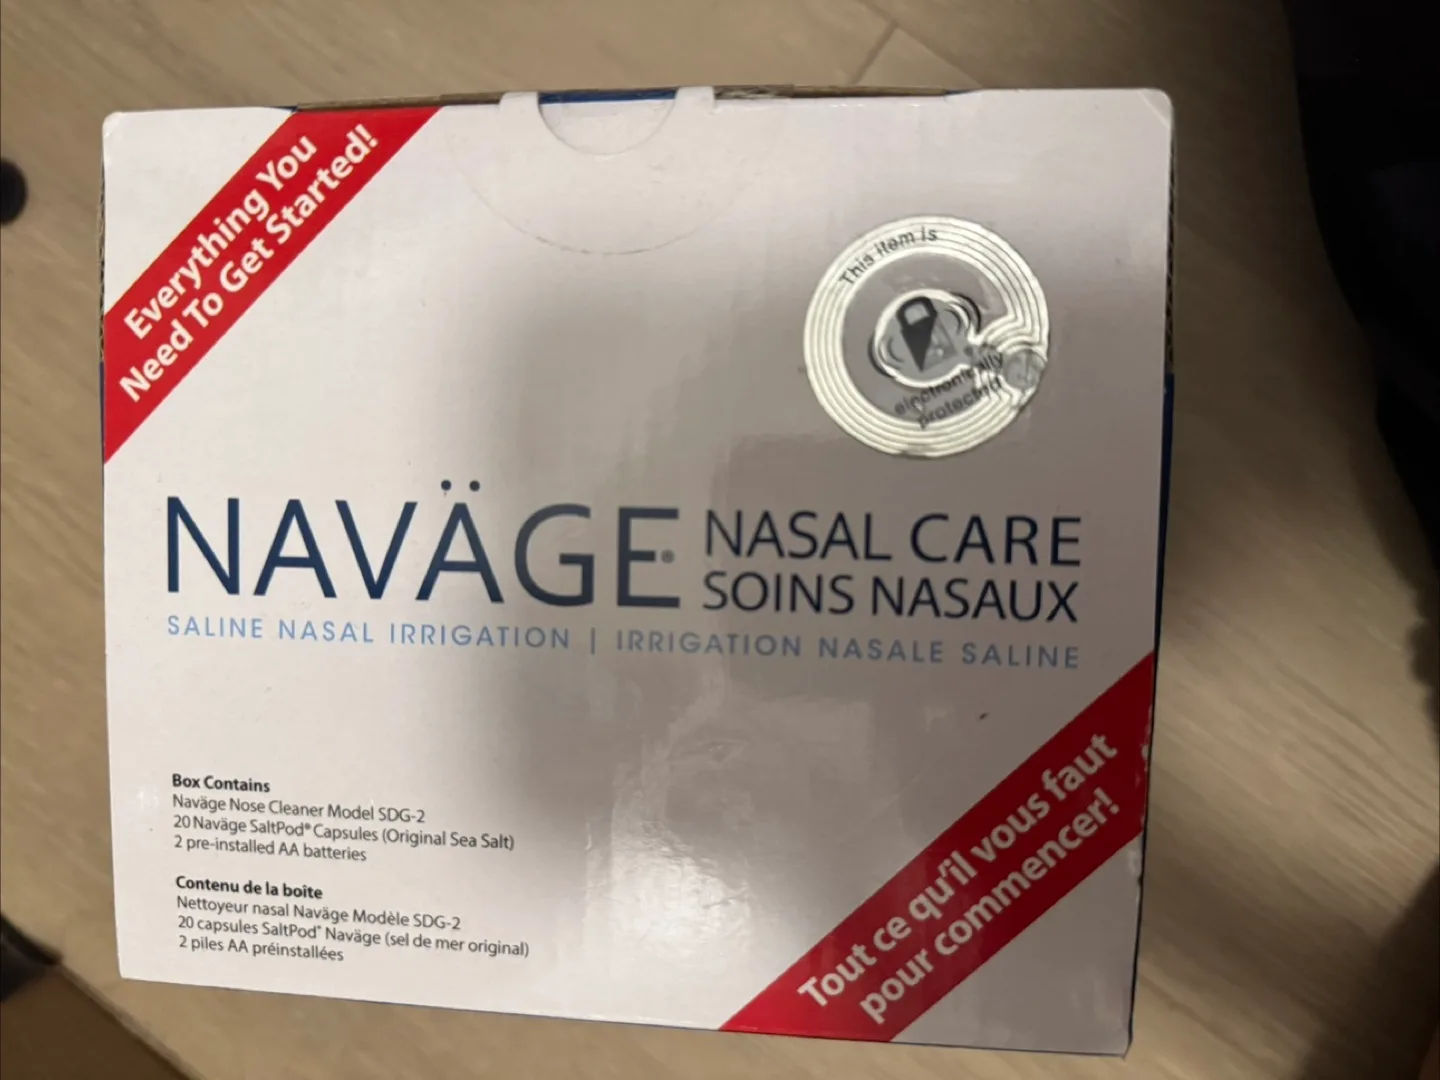 Everything You
Need To Get Started!
This item is
electronically
protected
NAVÄGE®
NASAL CARE
SOINS NASAUX
SALINE NASAL IRRIGATION | IRRIGATION NASALE SALINE
Box Contains
Naväge Nose Cleaner Model SDG-2
20 Naväge SaltPod® Capsules (Original Sea Salt)
2 pre-installed AA batteries
Contenu de la boîte
Nettoyeur nasal Naväge Modèle SDG-2
20 capsules SaltPod® Naväge (sel de mer original)
2 piles AA préinstallées
Tout ce qu'il vous faut
pour commencer!